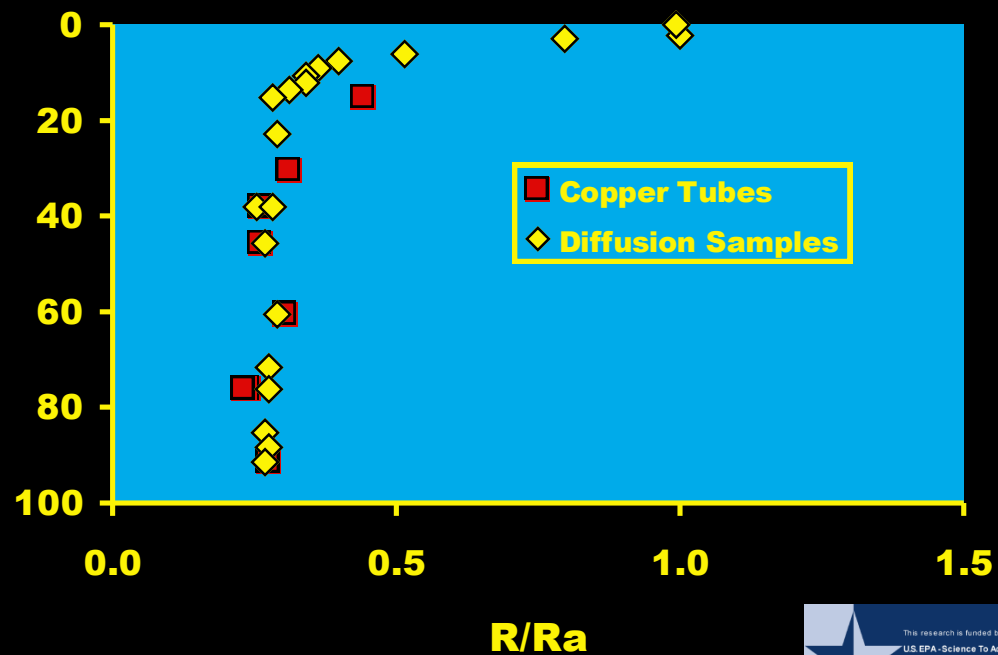 0
20
40
60
80
100
0.0 0.5 1.0 1.5
R/Ra
Copper Tubes
Diffusion Samples
This research is funded
U.S. EPA - Science To